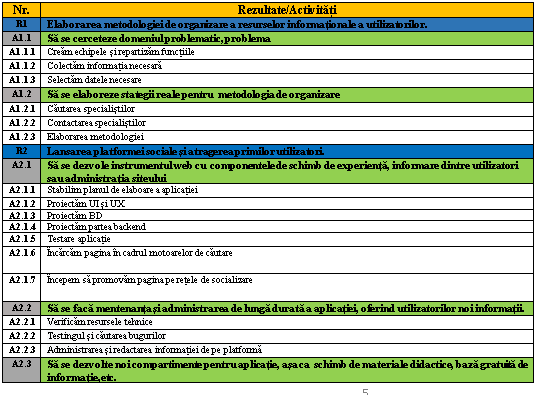 Nr. Rezultate/Activități
R1 Elaborarea metodologiei de organizare a resurselor informaționale a utilizatorilor.
A1.1 Să se cerceteze domeniul problematic, problema
A1.1.1 Creăm echipele și repartizăm funcțiile
A1.1.2 Colectăm informația necesară
A1.1.3 Selectăm datele necesare
A1.2 Să se elaboreze stategii reale pentru metodologia de organizare
A1.2.1 Căutarea specialiștilor
A1.2.2 Contactarea specialiștilor
A1.2.3 Elaborarea metodologiei
R2 Lansarea platformei sociale și atragerea primilor utilizatori.
A2.1 Să se dezvole instrumentul web cu componentele de schimb de experiență, informare dintre utilizatori
sau administrația siteului
A2.1.1 Stabilim planul de elaboare a aplicației
A2.1.2 Proiectăm UI și UX
A2.1.3 Proiectăm BD
A2.1.4 Proiectăm partea backend
A2.1.5 Testare aplicație
A2.1.6 Încărcăm pagina în cadrul motoarelor de căutare
A2.1.7 Începem să promovăm pagina pe rețele de socializare
A2.2 Să se facă mentenanța și administrarea de lungă durată a aplicației, oferind utilizatorilor noi informații.
A2.2.1 Verificăm resursele tehnice
A2.2.2 Testingul și căutarea bugurilor
A2.2.3 Administrarea și redactarea informației de pe platformă
A2.3 Să se dezvolte noi compartimente pentru aplicație, așa ca schimb de materiale didactice, bază gratuită de
informație, etc.
5